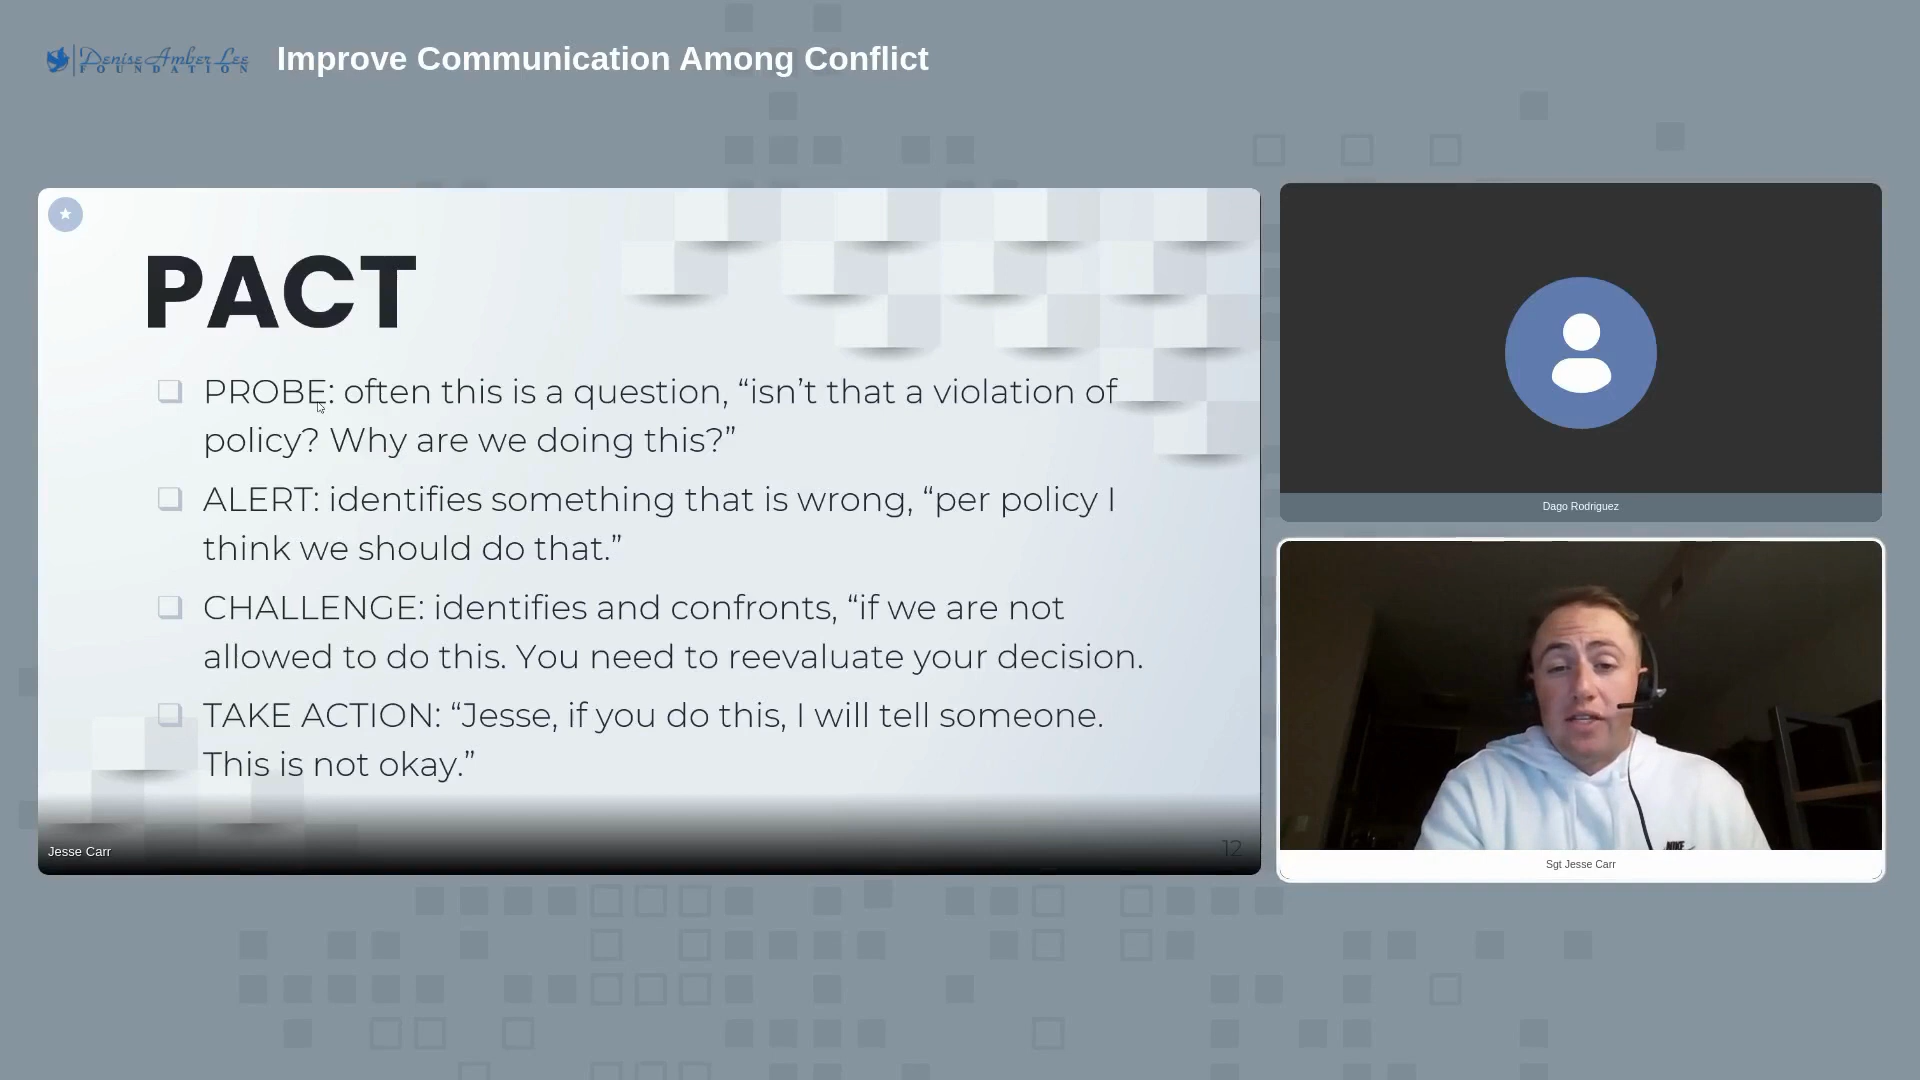 Denise Amber Lee
FOUNDATION
Improve Communication Among Conflict
PACT
PROBE: often this is a question, “isn’t that a violation of
policy? Why are we doing this?”
ALERT: identifies something that is wrong, “per policy I
think we should do that.”
CHALLENGE: identifies and confronts, “if we are not
allowed to do this. You need to reevaluate your decision.
TAKE ACTION: “Jesse, if you do this, I will tell someone.
This is not okay.”
12
Jesse Carr
Dago Rodriguez
NIKE
Sgt Jesse Carr